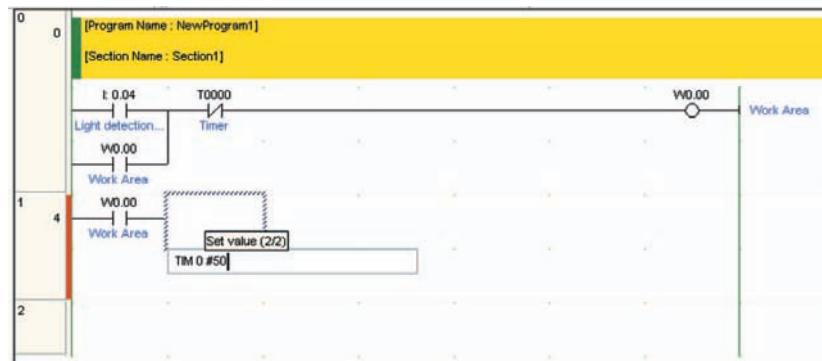 0
0
[Program Name : NewProgram1]
[Section Name : Section1]
I: 0.04
T0000
W0.00
Light detection...
Timer
Work Area
W0.00
Work Area
1
4
W0.00
Work Area
Set value (2/2)
TIM 0 #50
2